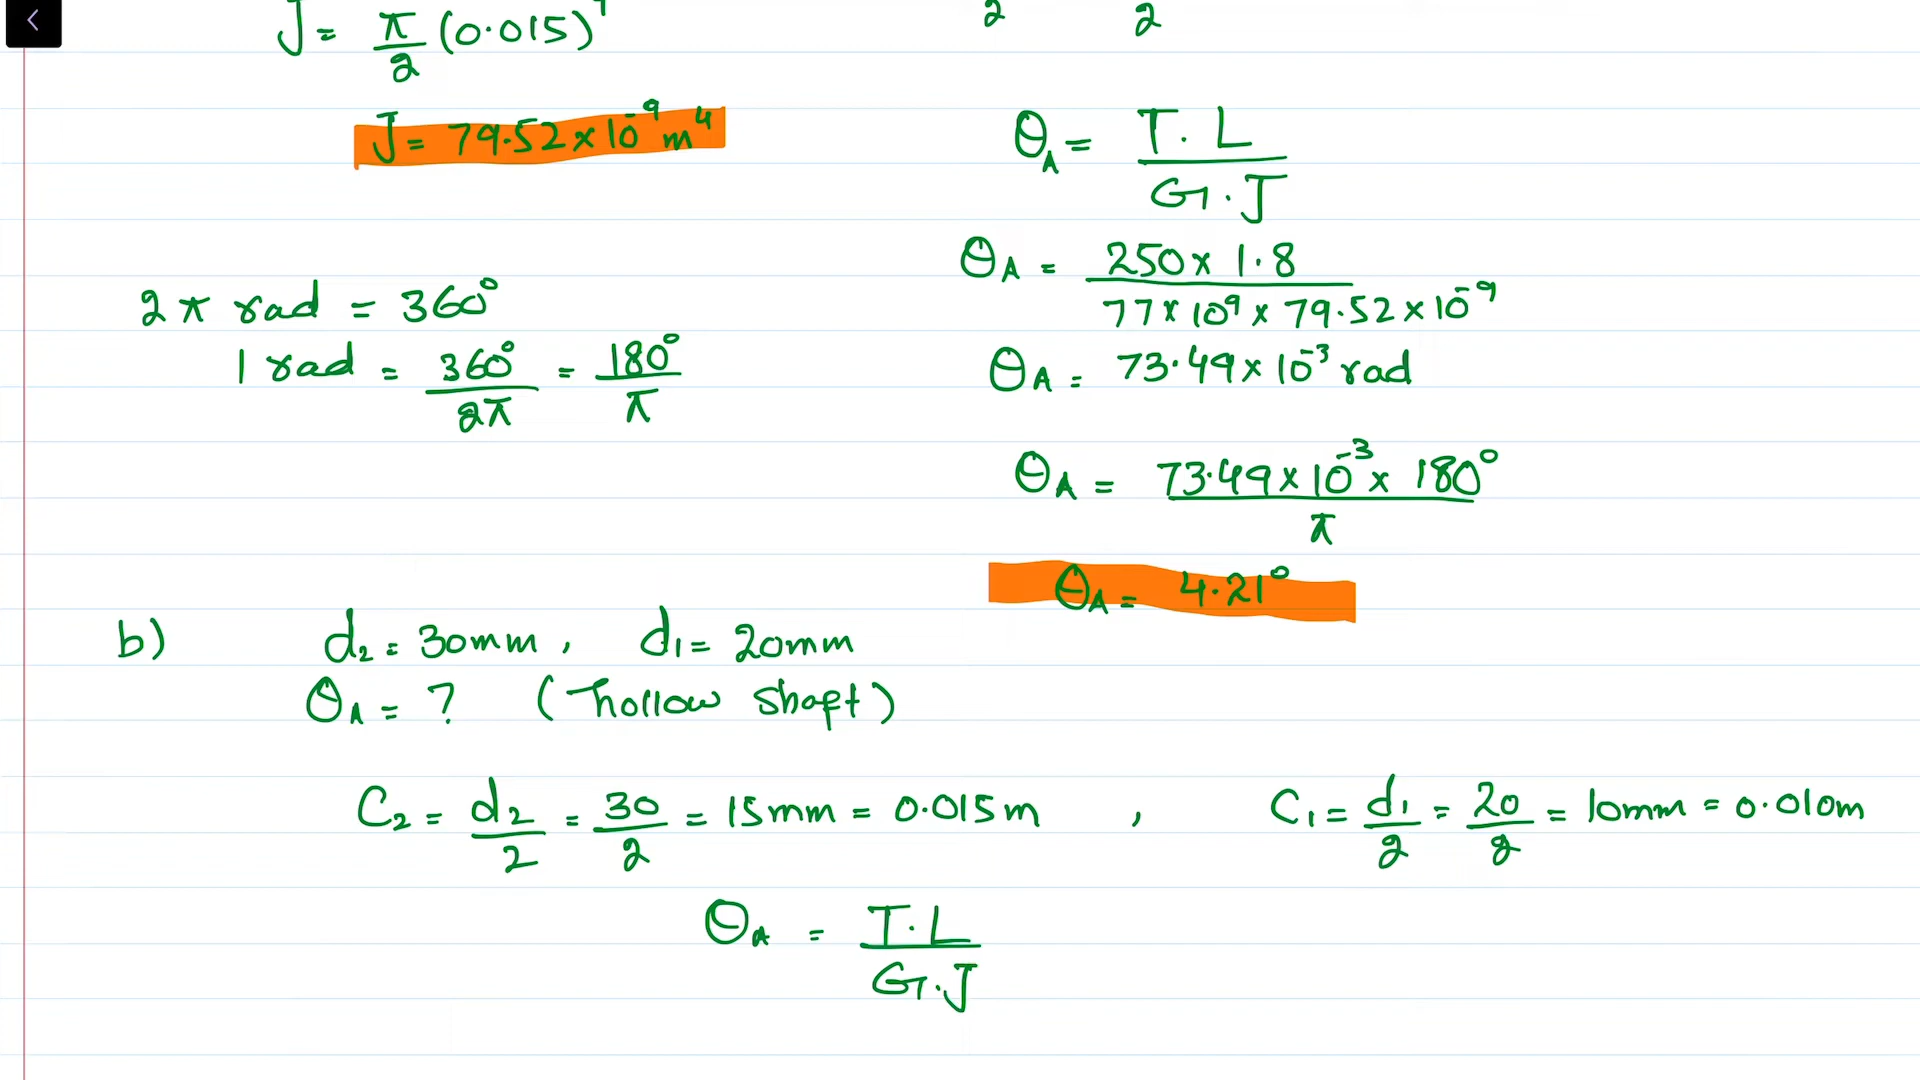 J = π/2 (0.015)⁴
2 2
J = 79.52 x 10⁻⁹ m⁴
θA = T.L / G.J
θA = 250 x 1.8 / 77 x 10⁹ x 79.52 x 10⁻⁹
2π rad = 360°
1 rad = 360° / 2π = 180° / π
θA = 73.49 x 10⁻³ rad
θA = 73.49 x 10⁻³ x 180° / π
θA = 4.21°
b) d₂ = 30mm , d₁ = 20mm
θA = ? (hollow shaft)
C₂ = d₂/2 = 30/2 = 15mm = 0.015m , C₁ = d₁/2 = 20/2 = 10mm = 0.010m
θA = T.L / G.J